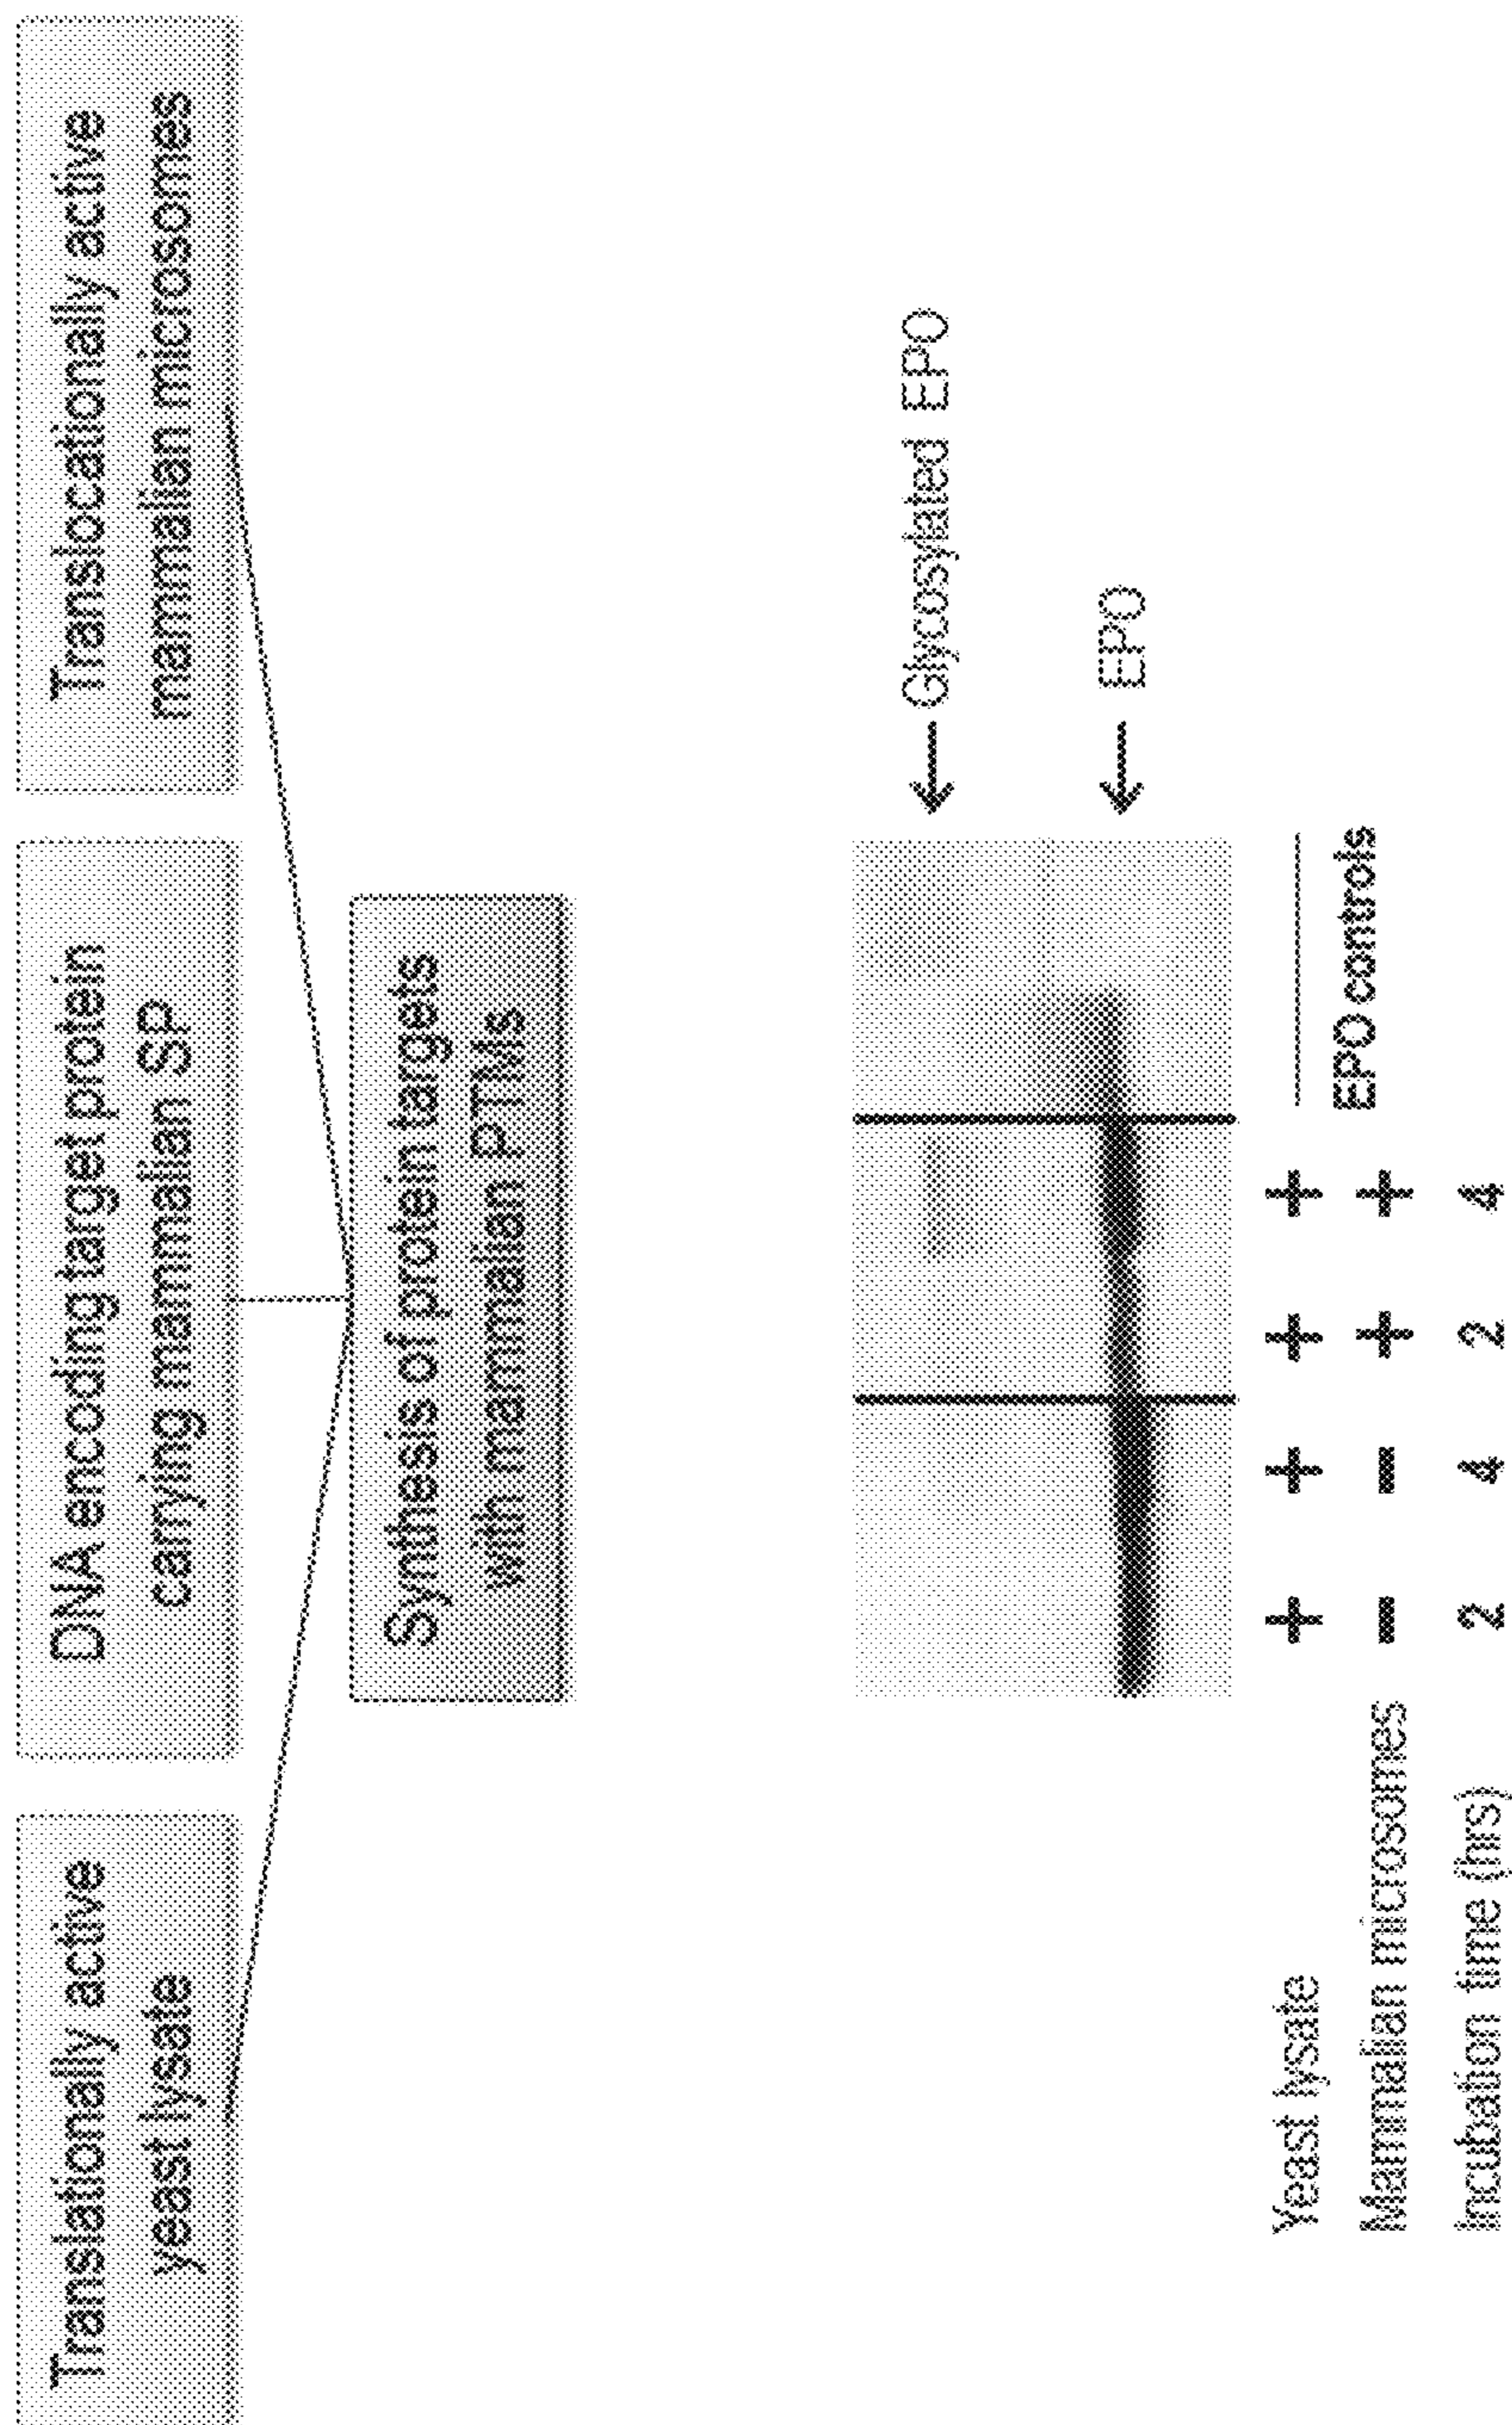 Translationally active
yeast lysate
DNA encoding target protein
carrying mammalian SP
Translocationally active
mammalian microsomes
Synthesis of protein targets
with mammalian PTMs
← Glycosylated EPO
← EPO
Yeast lysate + + + +
Mammalian microsomes − − + +
Incubation time (hrs) 2 4 2 4
EPO controls